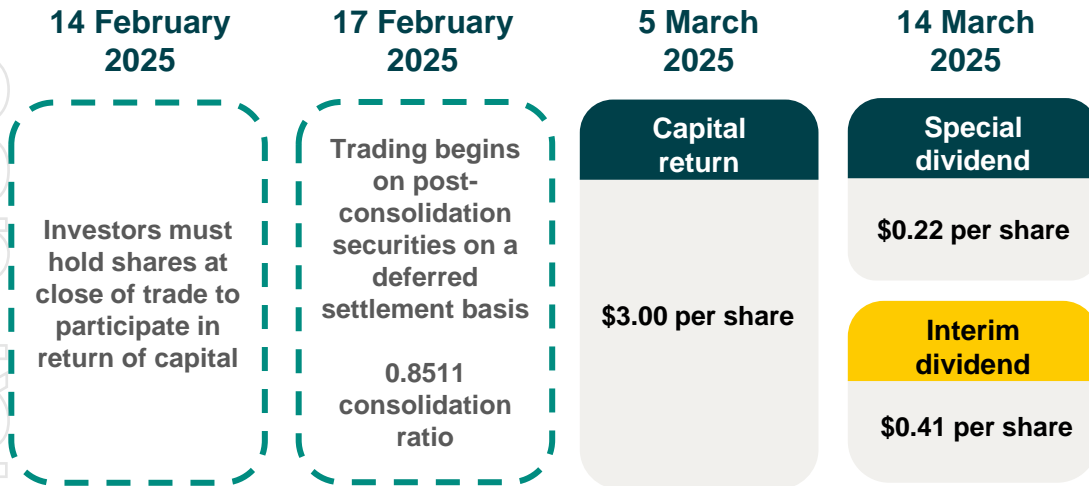 14 February
2025
17 February
2025
5 March
2025
14 March
2025
Investors must
hold shares at
close of trade to
participate in
return of capital
Trading begins
on post-
consolidation
securities on a
deferred
settlement basis
0.8511
consolidation
ratio
Capital
return
$3.00 per share
Special
dividend
$0.22 per share
Interim
dividend
$0.41 per share